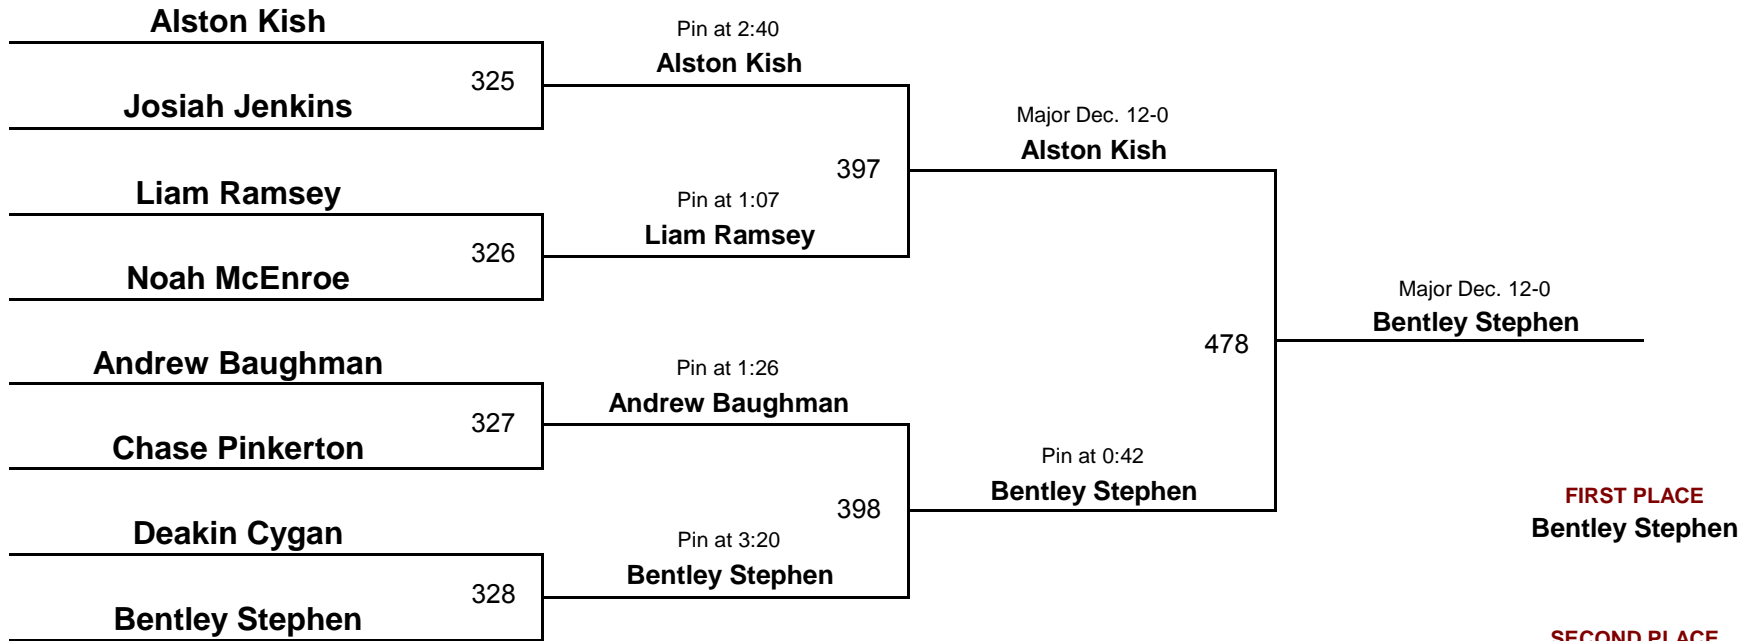 Alston Kish
325
Josiah Jenkins
Pin at 2:40
Alston Kish
Liam Ramsey
326
Noah McEnroe
397
Pin at 1:07
Liam Ramsey
Major Dec. 12-0
Alston Kish
Andrew Baughman
327
Chase Pinkerton
Pin at 1:26
Andrew Baughman
Deakin Cygan
328
Bentley Stephen
398
Pin at 3:20
Bentley Stephen
Pin at 0:42
Bentley Stephen
478
Major Dec. 12-0
Bentley Stephen
FIRST PLACE
Bentley Stephen
SECOND PLACE